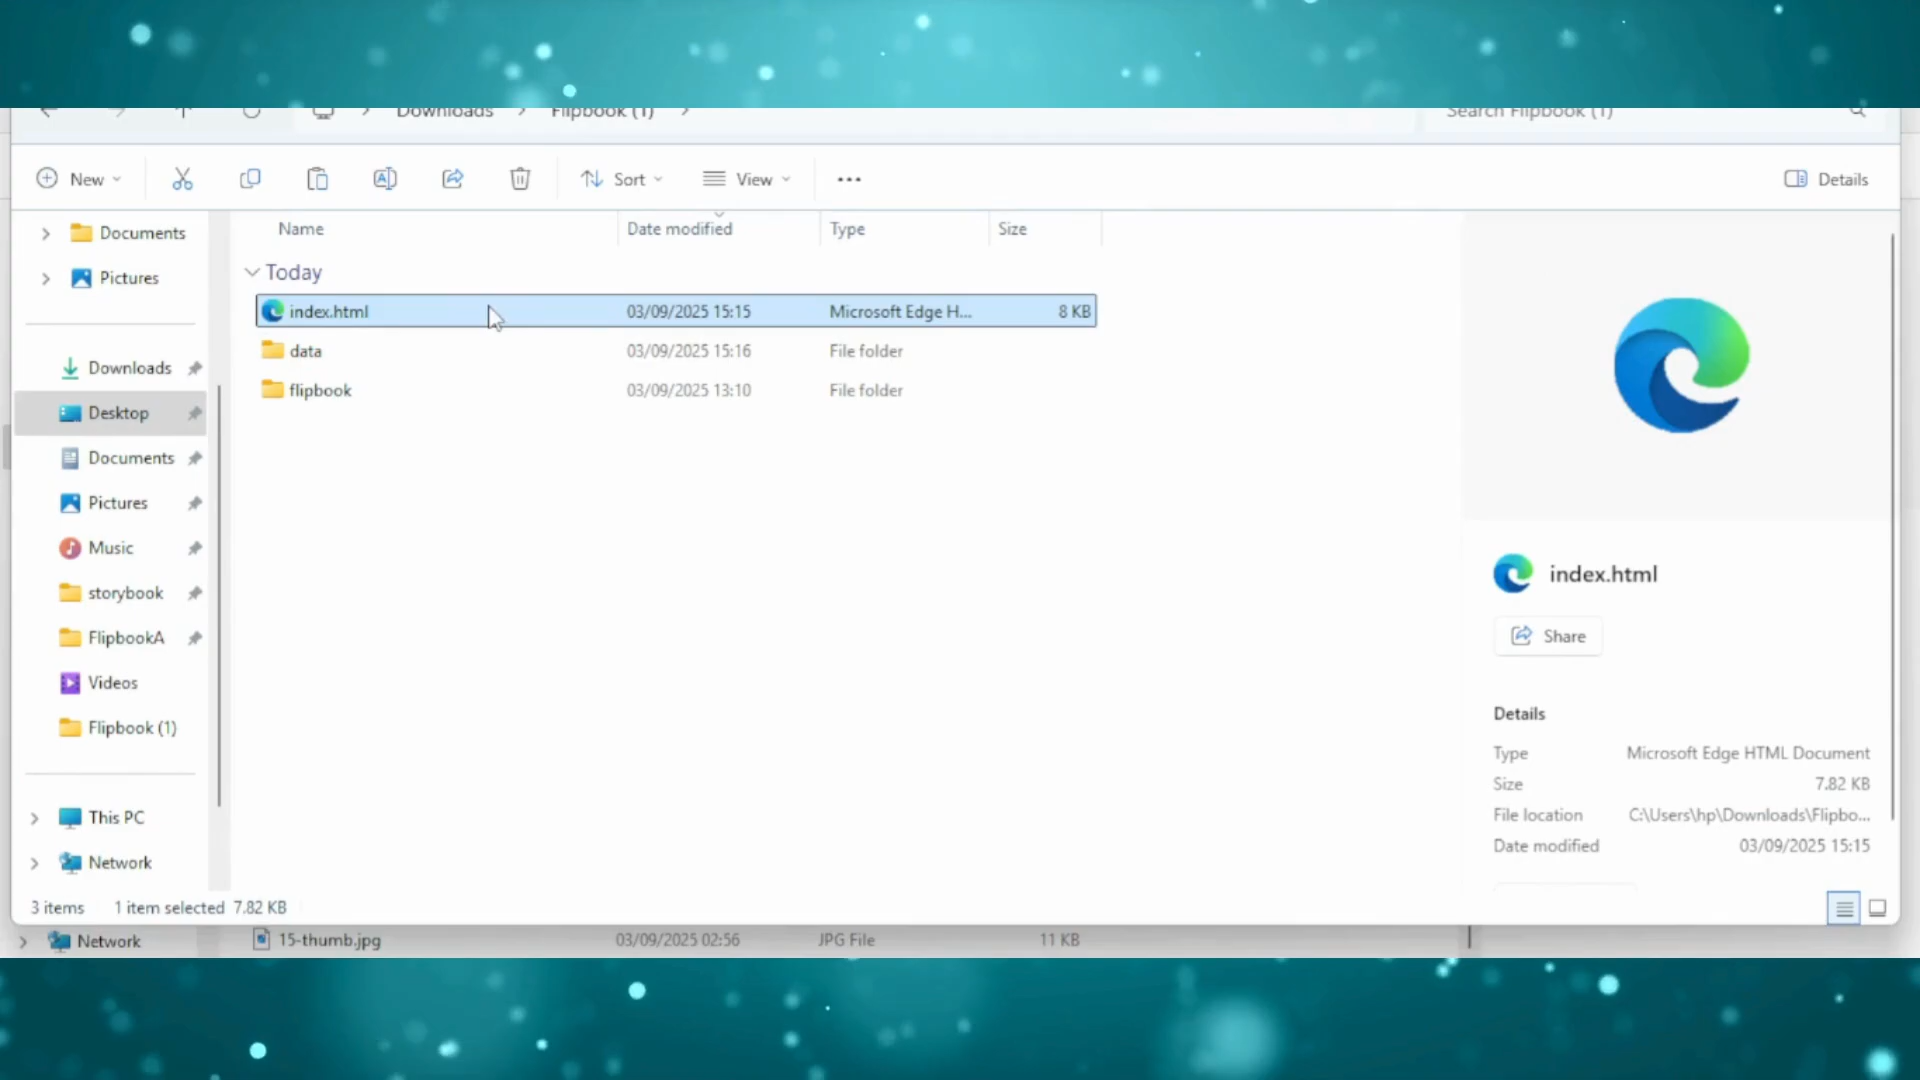 Downloads > Flipbook (1) >
Search Flipbook (1)
New
Sort
View
Details
Documents
Pictures
Downloads
Desktop
Documents
Pictures
Music
storybook
FlipbookA
Videos
Flipbook (1)
This PC
Network
Name Date modified Type Size
Today
index.html 03/09/2025 15:15 Microsoft Edge H... 8 KB
data 03/09/2025 15:16 File folder
flipbook 03/09/2025 13:10 File folder
index.html
Share
Details
Type Microsoft Edge HTML Document
Size 7.82 KB
File location C:\Users\hp\Downloads\Flipbo...
Date modified 03/09/2025 15:15
3 items 1 item selected 7.82 KB
Network 15-thumb.jpg 03/09/2025 02:56 JPG File 11 KB